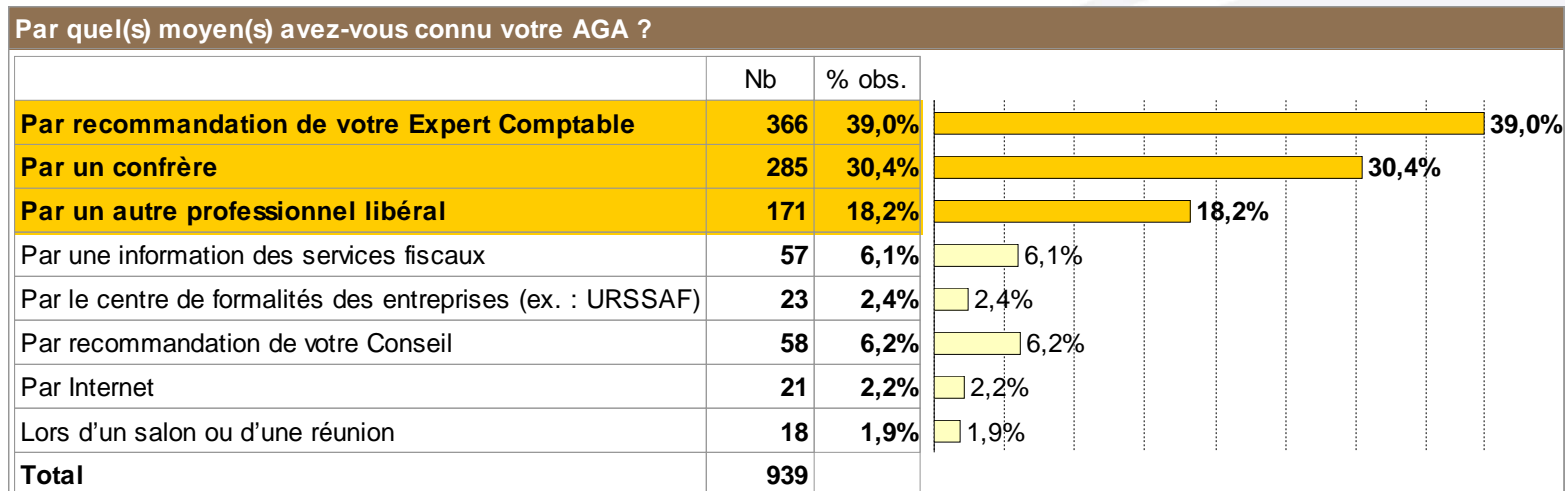 Par quel(s) moyen(s) avez-vous connu votre AGA ?
Nb % obs.
Par recommandation de votre Expert Comptable 366 39,0% 39,0%
Par un confrère 285 30,4% 30,4%
Par un autre professionnel libéral 171 18,2% 18,2%
Par une information des services fiscaux 57 6,1% 6,1%
Par le centre de formalités des entreprises (ex. : URSSAF) 23 2,4% 2,4%
Par recommandation de votre Conseil 58 6,2% 6,2%
Par Internet 21 2,2% 2,2%
Lors d’un salon ou d’une réunion 18 1,9% 1,9%
Total 939